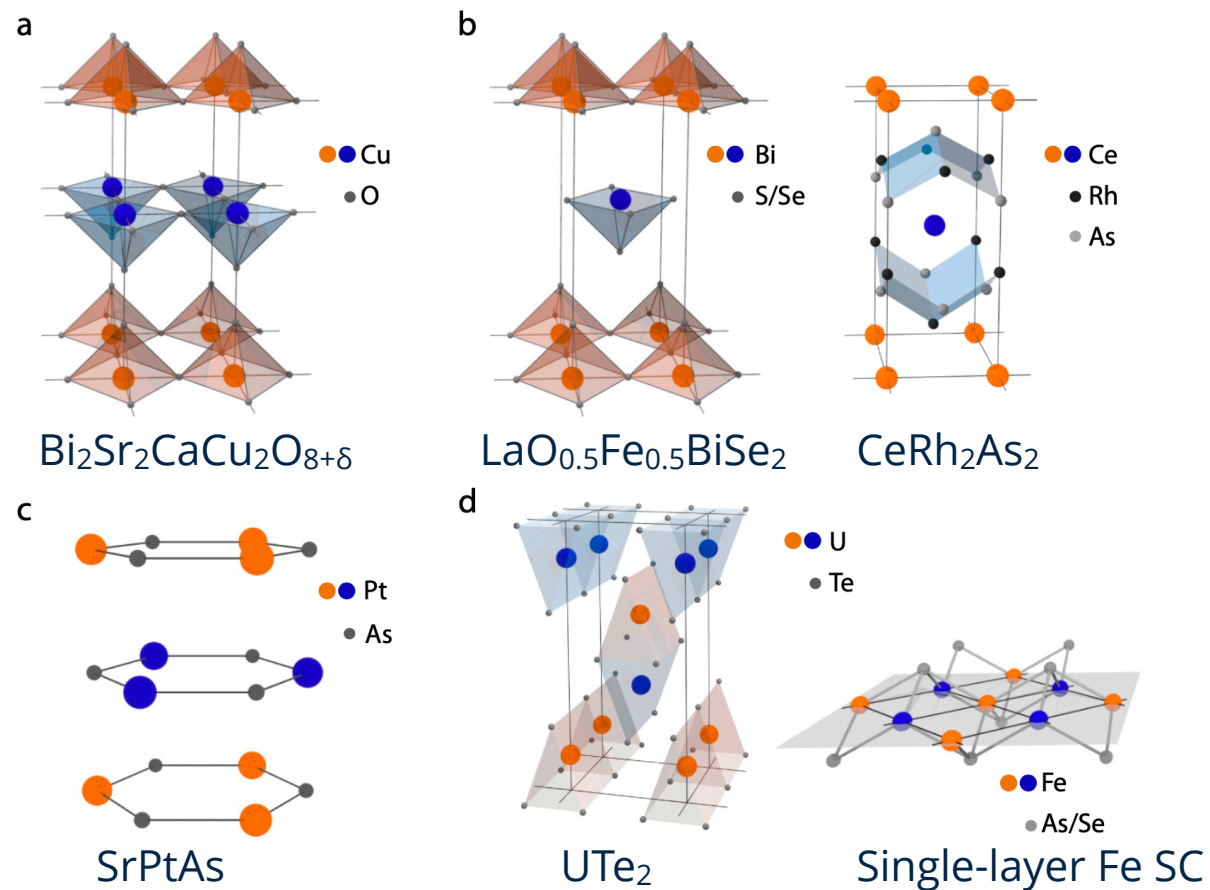 a
Cu
O
Bi₂Sr₂CaCu₂O₈₊δ
b
Bi
S/Se
LaO₀.₅Fe₀.₅BiSe₂
Ce
Rh
As
CeRh₂As₂
c
Pt
As
SrPtAs
d
U
Te
UTe₂
Fe
As/Se
Single-layer Fe SC